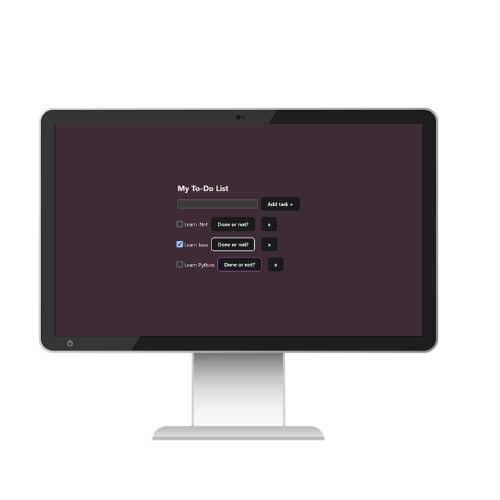 My To-Do List
Add task +
Learn .Net Done or not? x
Learn Java Done or not? x
Learn Python Done or not? x